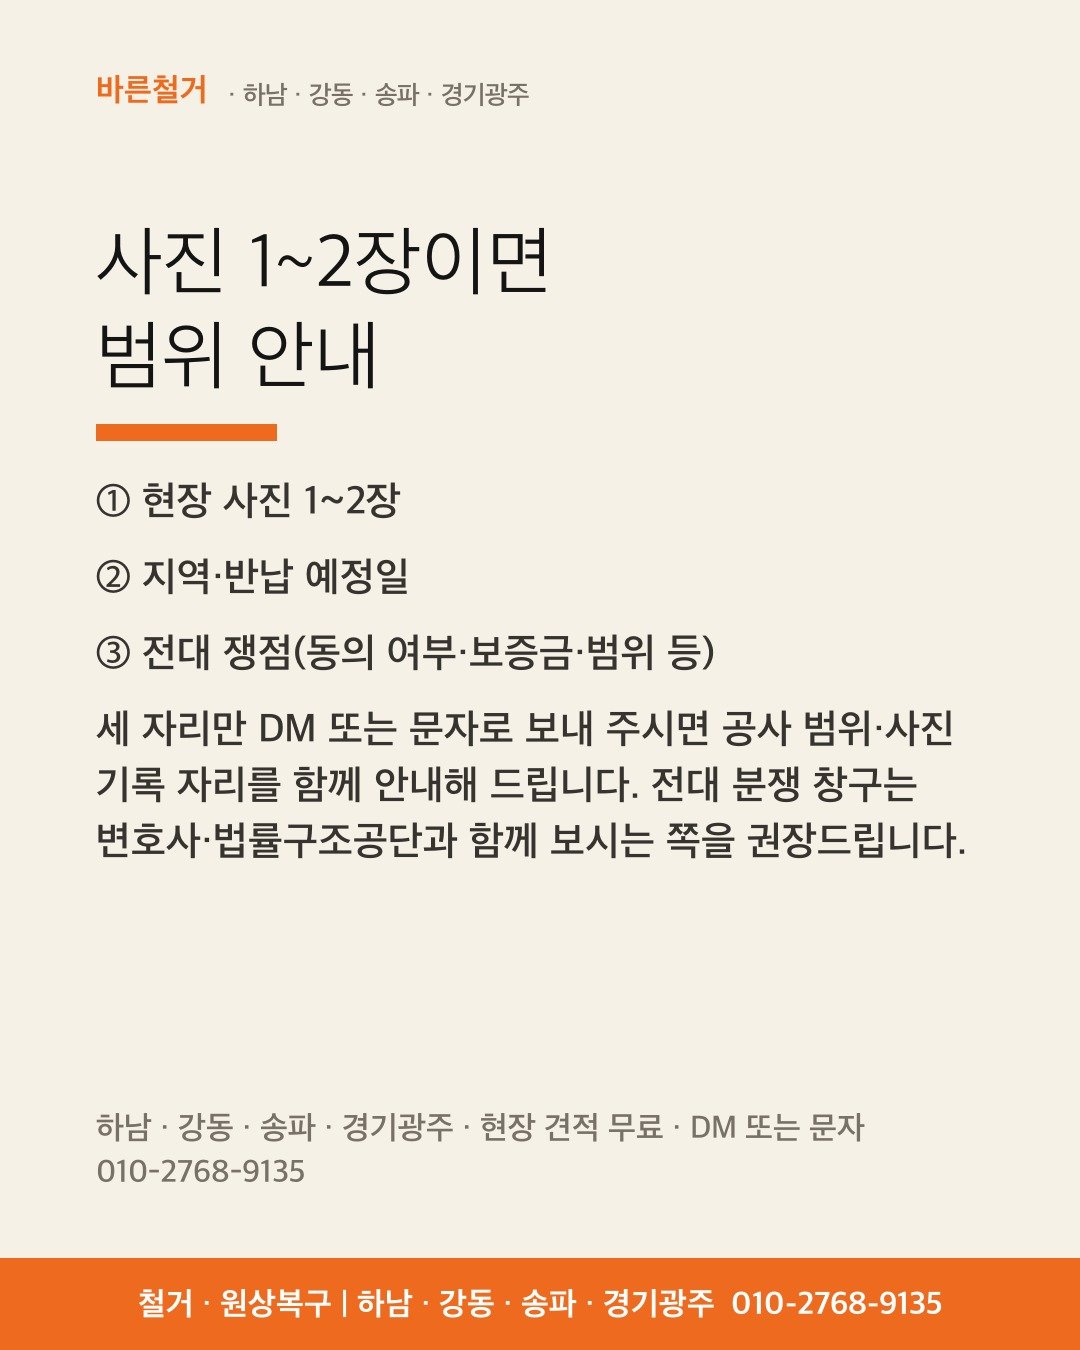 바른철거 · 하남 · 강동 · 송파 · 경기광주
사진 1~2장이면
범위 안내
① 현장 사진 1~2장
② 지역·반납 예정일
③ 전대 쟁점(동의 여부·보증금·범위 등)
세 자리만 DM 또는 문자로 보내 주시면 공사 범위·사진
기록 자리를 함께 안내해 드립니다. 전대 분쟁 창구는
변호사·법률구조공단과 함께 보시는 쪽을 권장드립니다.
하남 · 강동 · 송파 · 경기광주 · 현장 견적 무료 · DM 또는 문자
010-2768-9135
철거 · 원상복구 | 하남 · 강동 · 송파 · 경기광주 010-2768-9135